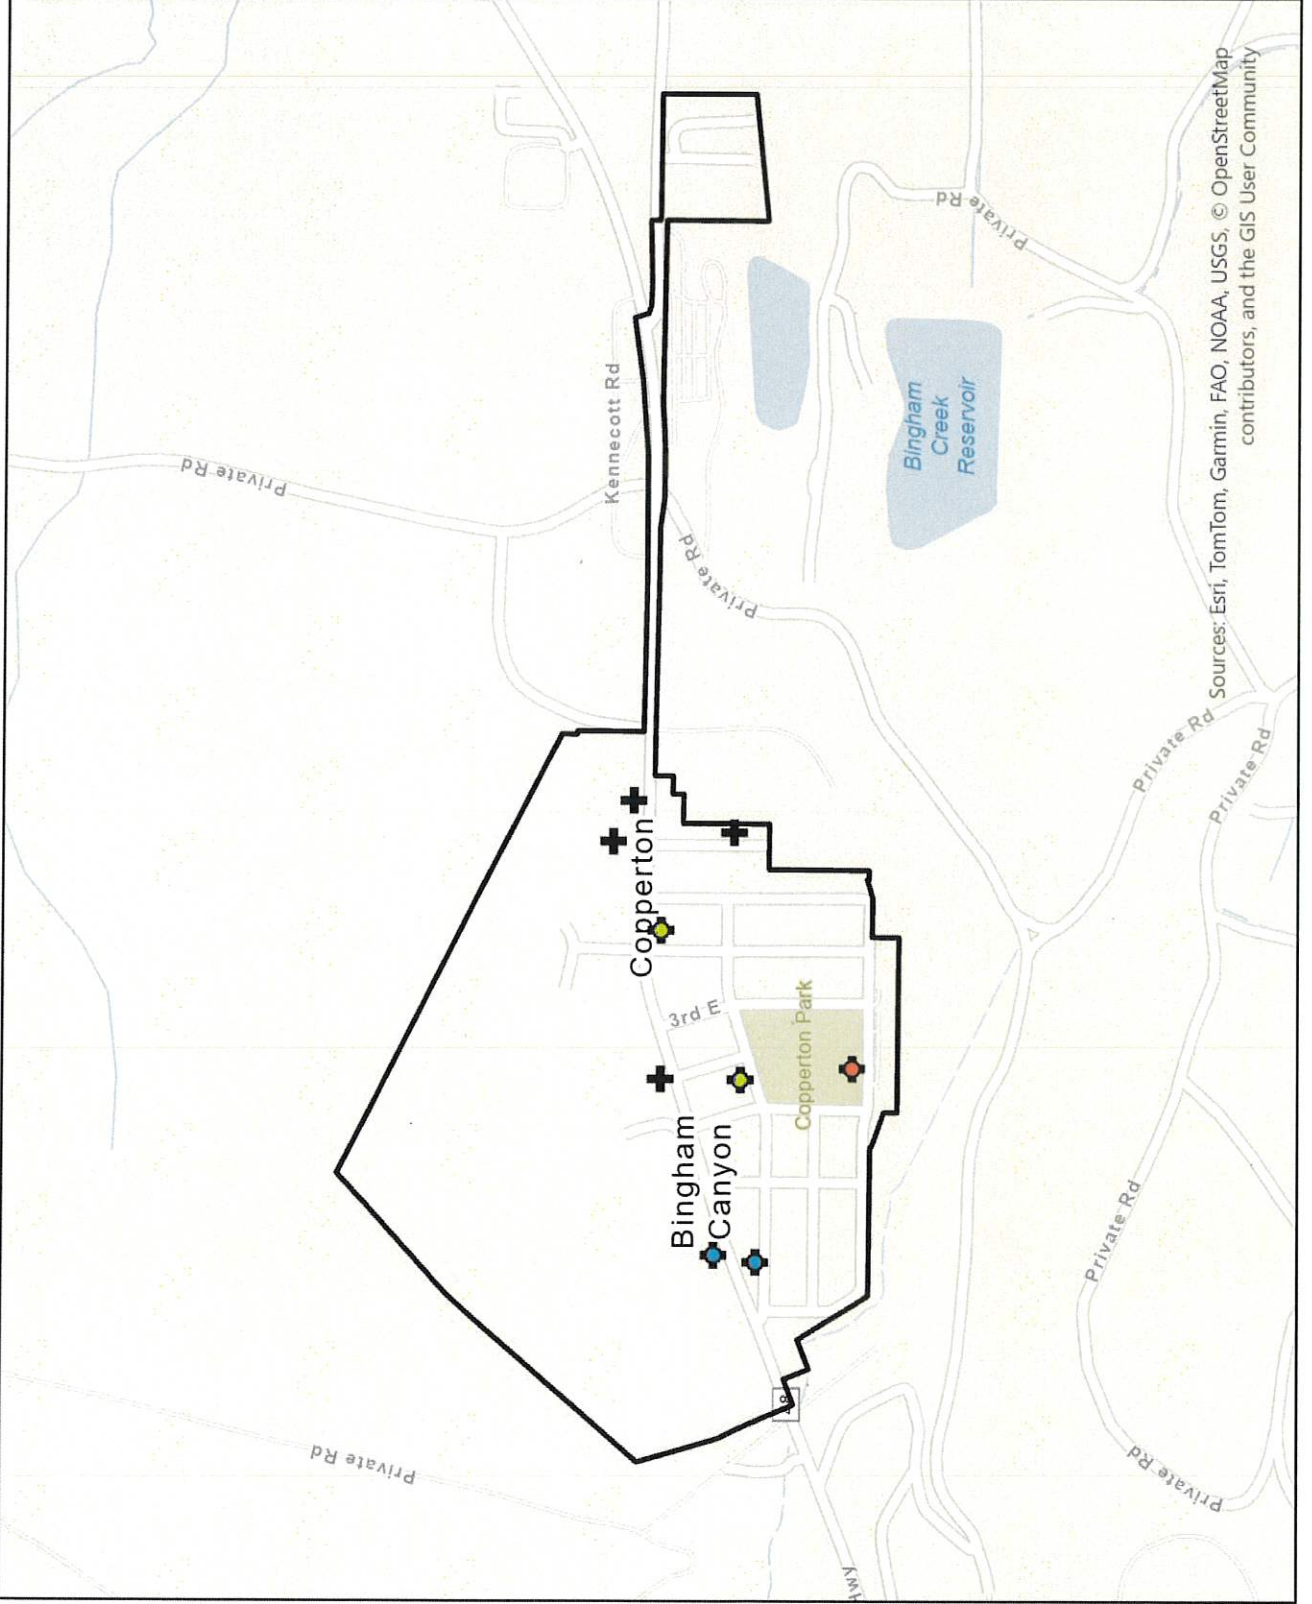 Private Rd
Kennecott Rd
Private Rd
Private Rd
Bingham
Creek
Reservoir
Copperton
3rd E
Copperton Park
Bingham
Canyon
48
Private Rd
Private Rd
Private Rd
Private Rd
Private Rd
Hwy
Sources: Esri, TomTom, Garmin, FAO, NOAA, USGS, © OpenStreetMap
contributors, and the GIS User Community